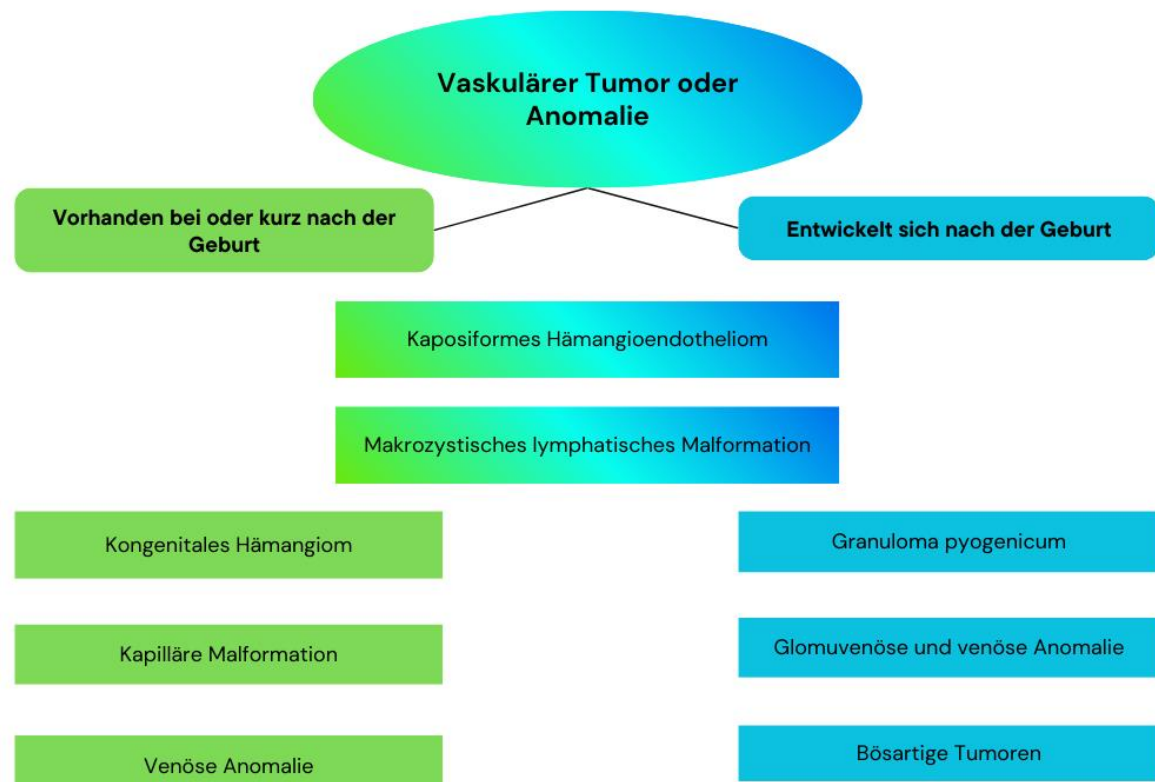 Vaskulärer Tumor oder
Anomalie
Vorhanden bei oder kurz nach der
Geburt
Entwickelt sich nach der Geburt
Kaposiformes Hämangioendotheliom
Makrozystisches lymphatisches Malformation
Kongenitales Hämangiom
Granuloma pyogenicum
Kapilläre Malformation
Glomuvenöse und venöse Anomalie
Venöse Anomalie
Bösartige Tumoren